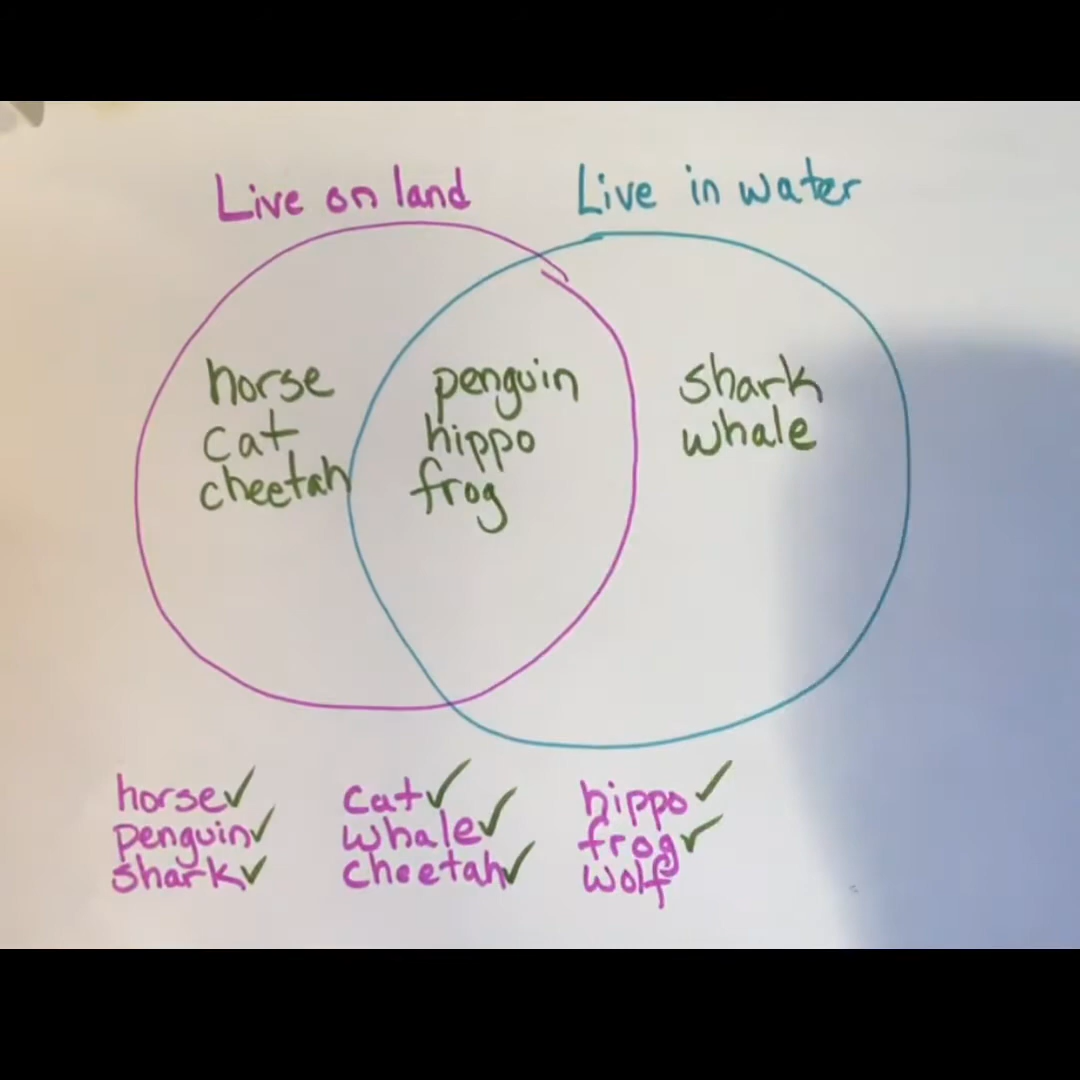 Live on land
Live in water
horse
cat
cheetah
penguin
hippo
frog
shark
whale
horse✓
penguin✓
shark✓
cat✓
whale✓
cheetah✓
hippo✓
frog✓
wolf